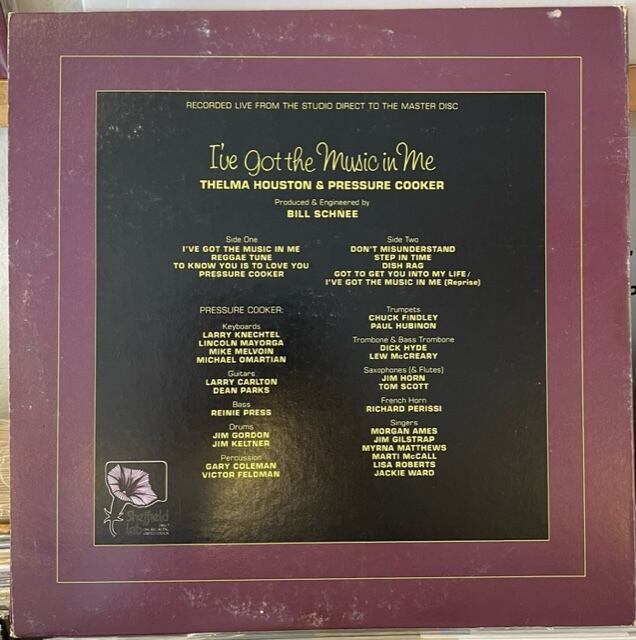 RECORDED LIVE FROM THE STUDIO DIRECT TO THE MASTER DISC
I've Got the Music in Me
THELMA HOUSTON & PRESSURE COOKER
Produced & Engineered by
BILL SCHNEE
Side One
I'VE GOT THE MUSIC IN ME
REGGAE TUNE
TO KNOW YOU IS TO LOVE YOU
PRESSURE COOKER
Side Two
DON'T MISUNDERSTAND
STEP IN TIME
DISH RAG
GOT TO GET YOU INTO MY LIFE/
I'VE GOT THE MUSIC IN ME (Reprise)
PRESSURE COOKER:
Keyboards
LARRY KNECHTEL
LINCOLN MAYORGA
MIKE MELVOIN
MICHAEL OMARTIAN
Guitars
LARRY CARLTON
DEAN PARKS
Bass
REINIE PRESS
Drums
JIM GORDON
JIM KELTNER
Percussion
GARY COLEMAN
VICTOR FELDMAN
Trumpets
CHUCK FINDLEY
PAUL HUBINON
Trombone & Bass Trombone
DICK HYDE
LEW McCREARY
Saxophones (& Flutes)
JIM HORN
TOM SCOTT
French Horn
RICHARD PERISSI
Singers
MORGAN AMES
JIM GILSTRAP
MYRNA MATTHEWS
MARTI McCALL
LISA ROBERTS
JACKIE WARD
Sheffield
Lab